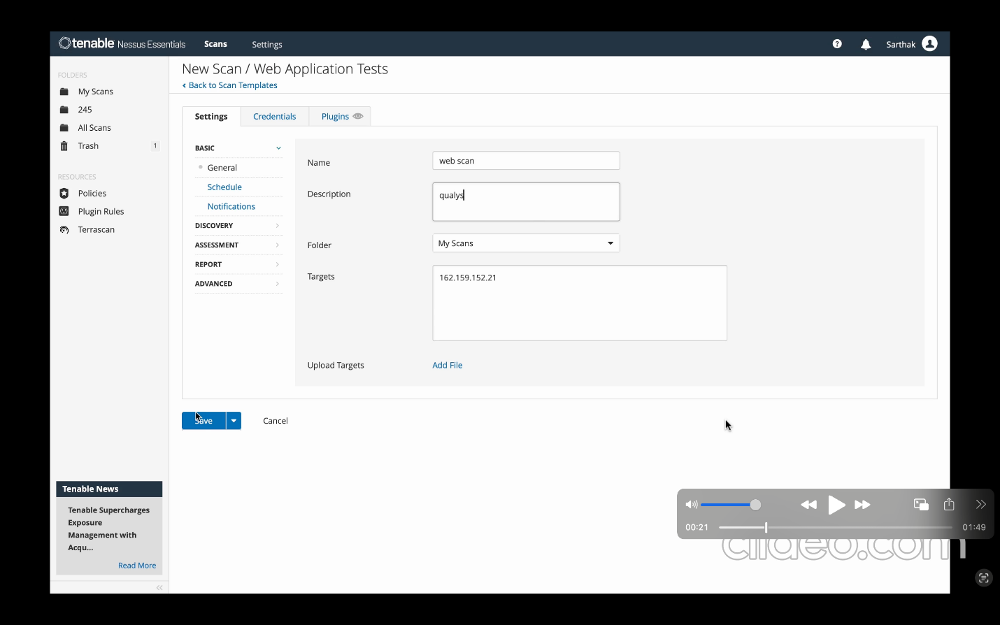 tenable Nessus Essentials Scans Settings Sarthak
FOLDERS
My Scans
245
All Scans
Trash 1
RESOURCES
Policies
Plugin Rules
Terrascan
Tenable News
Tenable Supercharges
Exposure
Management with
Acqu...
Read More
New Scan / Web Application Tests
Back to Scan Templates
Settings Credentials Plugins
BASIC
General
Schedule
Notifications
DISCOVERY
ASSESSMENT
REPORT
ADVANCED
Name web scan
Description qualys
Folder My Scans
Targets 162.159.152.21
Upload Targets Add File
Save Cancel
00:21 01:49
clideo.com